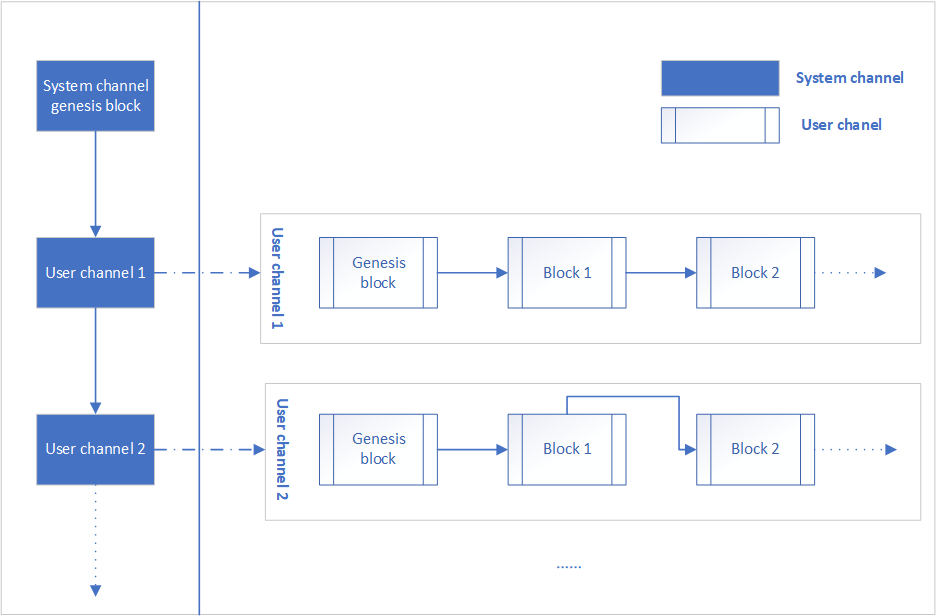 System channel
genesis block
System channel
User chanel
User channel 1
User channel 1
Genesis
block
Block 1
Block 2
User channel 2
User channel 2
Genesis
block
Block 1
Block 2
......